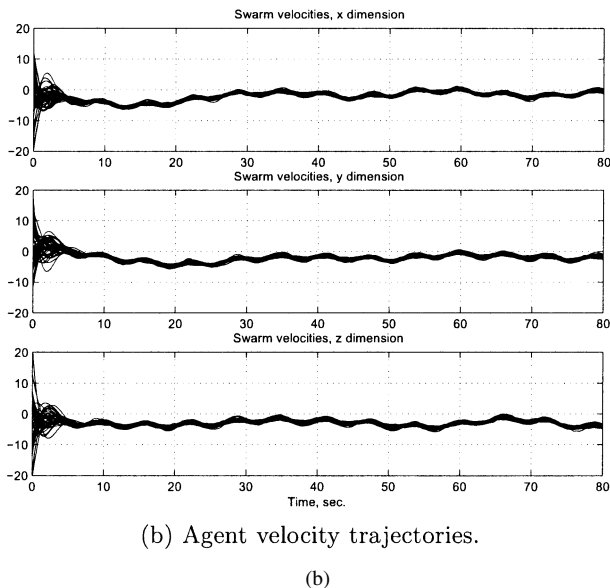 Swarm velocities, x dimension
20
10
0
−10
−20
0 10 20 30 40 50 60 70 80
Swarm velocities, y dimension
20
10
0
−10
−20
0 10 20 30 40 50 60 70 80
Swarm velocities, z dimension
20
10
0
−10
−20
0 10 20 30 40 50 60 70 80
Time, sec.
(b) Agent velocity trajectories.
(b)